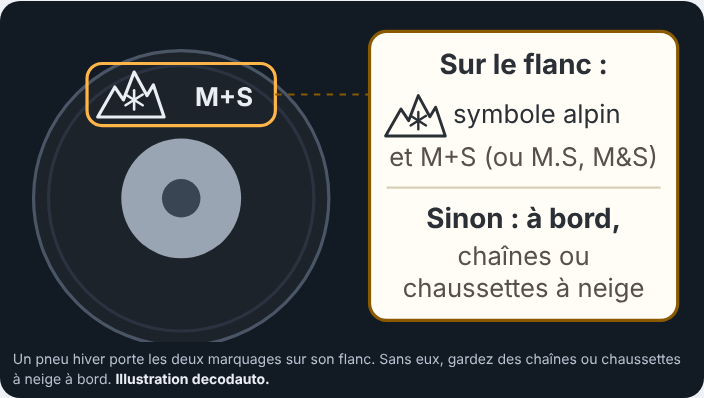 M+S
Sur le flanc :
symbole alpin
et M+S (ou M.S, M&S)
Sinon : à bord,
chaînes ou
chaussettes à neige
Un pneu hiver porte les deux marquages sur son flanc. Sans eux, gardez des chaînes ou chaussettes
à neige à bord. Illustration decodauto.